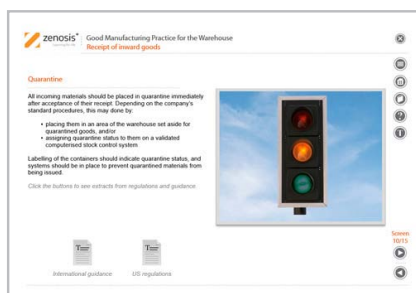 zenosis
Good Manufacturing Practice for the Warehouse
Receipt of inward goods
Quarantine
All incoming materials should be placed in quarantine immediately
after acceptance of their receipt. Depending on the company's
standard procedures, this may done by:
• placing them in an area of the warehouse set aside for
quarantined goods, and/or
• assigning quarantine status to them on a validated
computerised stock control system
Labelling of the containers should indicate quarantine status, and
systems should be in place to prevent quarantined materials from
being issued.
Click the buttons to see extracts from regulations and guidance.
International guidance
US regulations
Screen
10/15